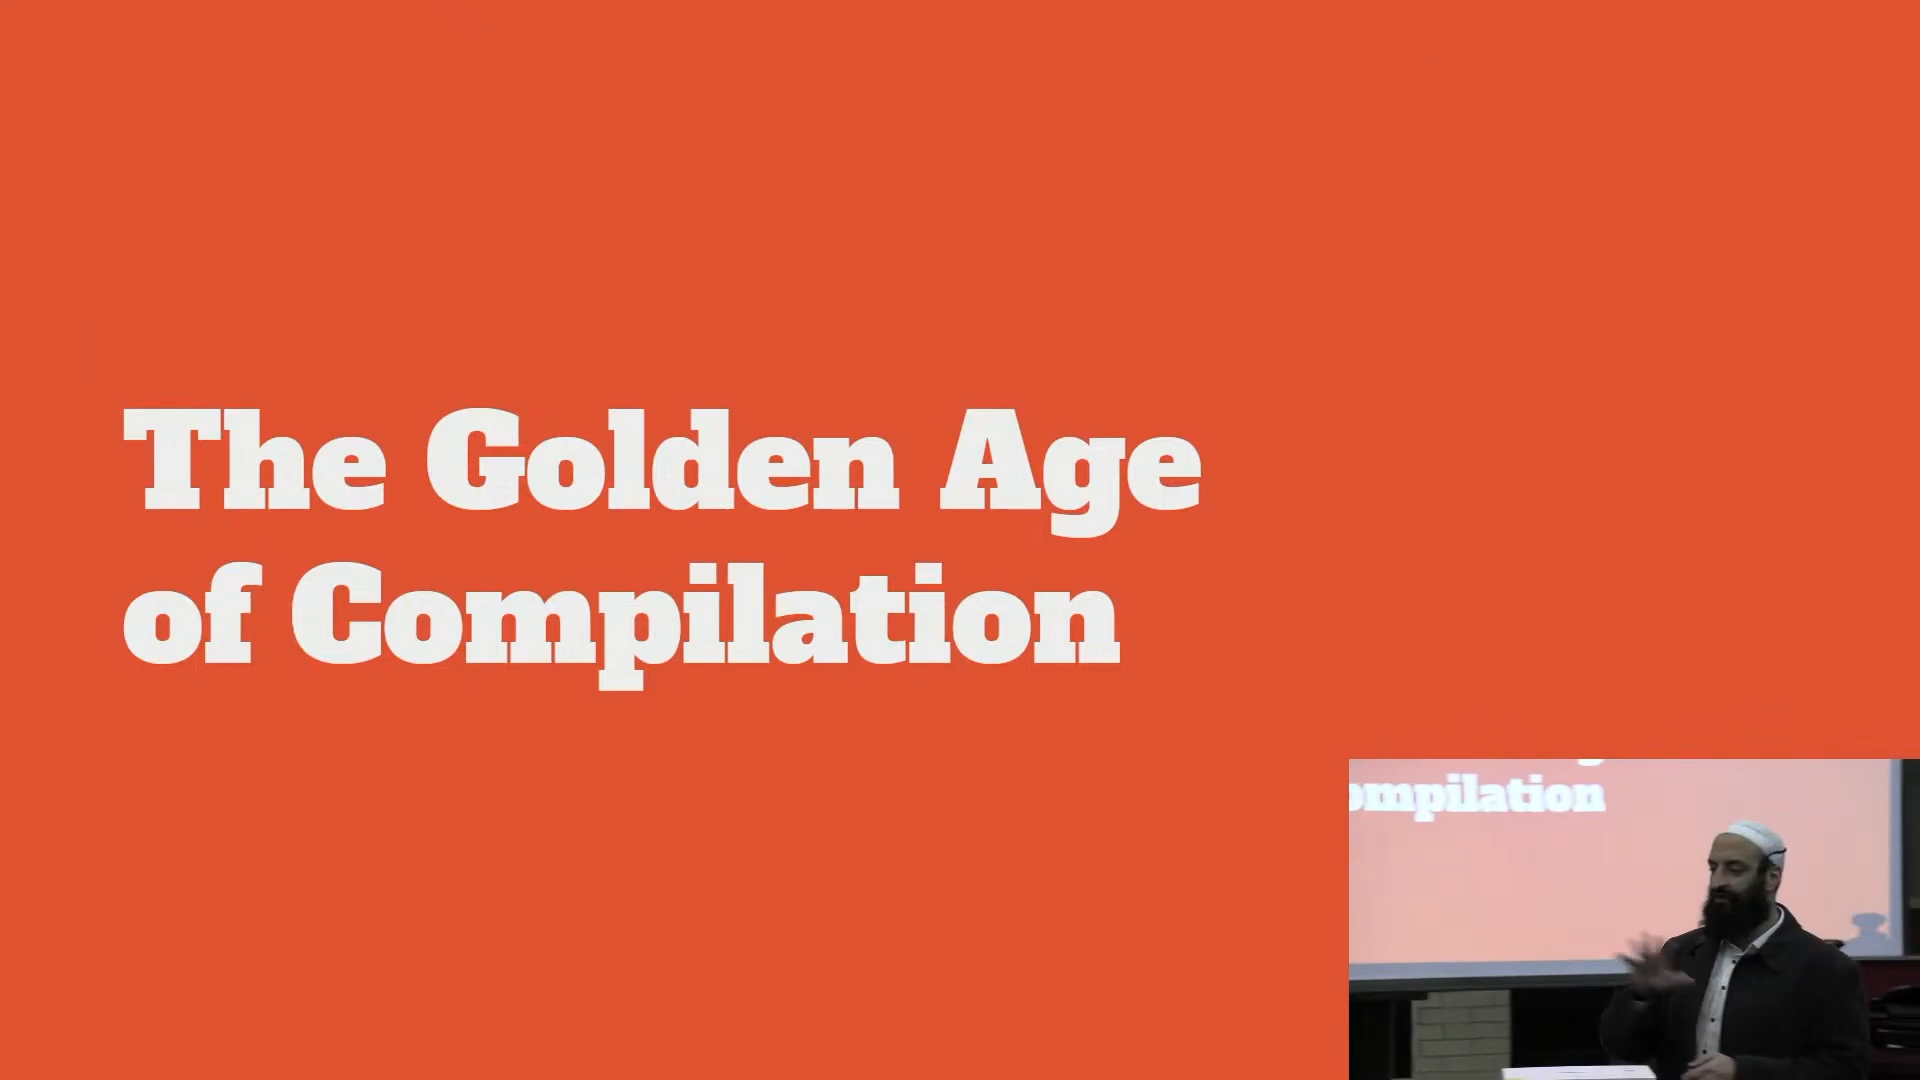 The Golden Age
of Compilation
ompilation